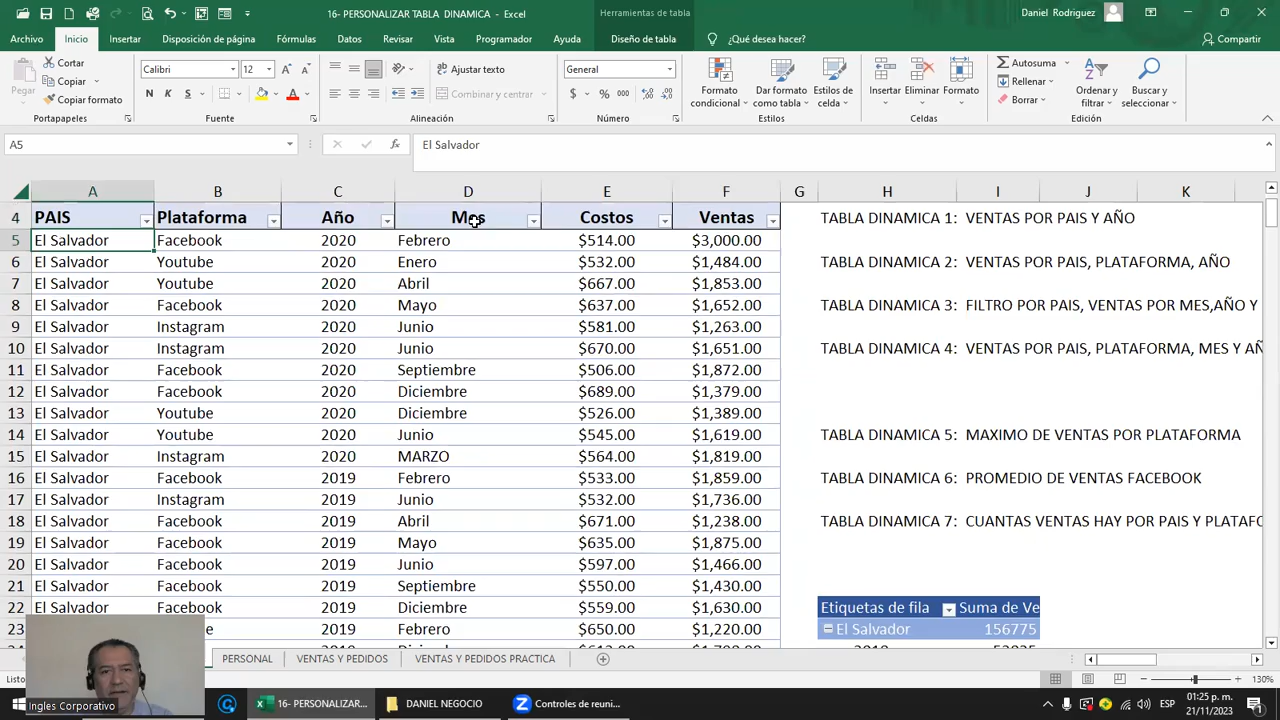 16- PERSONALIZAR TABLA DINAMICA - Excel
Herramientas de tabla
Daniel Rodriguez
Archivo Inicio Insertar Disposición de página Fórmulas Datos Revisar Vista Programador Ayuda Diseño de tabla ¿Qué desea hacer? Compartir
Pegar
Cortar
Copiar
Copiar formato
Portapapeles
Calibri 12
N K S
Fuente
Ajustar texto
Combinar y centrar
Alineación
General
$ % 000
Número
Formato condicional
Dar formato como tabla
Estilos de celda
Estilos
Insertar Eliminar Formato
Celdas
Autosuma
Rellenar
Borrar
Ordenar y filtrar
Buscar y seleccionar
Edición
A5 fx El Salvador
A B C D E F G H I J K
4 PAIS Plataforma Año Mes Costos Ventas TABLA DINAMICA 1: VENTAS POR PAIS Y AÑO
5 El Salvador Facebook 2020 Febrero $514.00 $3,000.00
6 El Salvador Youtube 2020 Enero $532.00 $1,484.00 TABLA DINAMICA 2: VENTAS POR PAIS, PLATAFORMA, AÑO
7 El Salvador Youtube 2020 Abril $667.00 $1,853.00
8 El Salvador Facebook 2020 Mayo $637.00 $1,652.00 TABLA DINAMICA 3: FILTRO POR PAIS, VENTAS POR MES,AÑO Y
9 El Salvador Instagram 2020 Junio $581.00 $1,263.00
10 El Salvador Instagram 2020 Junio $670.00 $1,651.00 TABLA DINAMICA 4: VENTAS POR PAIS, PLATAFORMA, MES Y AÑ
11 El Salvador Facebook 2020 Septiembre $506.00 $1,872.00
12 El Salvador Facebook 2020 Diciembre $689.00 $1,379.00
13 El Salvador Youtube 2020 Diciembre $526.00 $1,389.00
14 El Salvador Youtube 2020 Junio $545.00 $1,619.00 TABLA DINAMICA 5: MAXIMO DE VENTAS POR PLATAFORMA
15 El Salvador Instagram 2020 MARZO $564.00 $1,819.00
16 El Salvador Facebook 2019 Febrero $533.00 $1,859.00 TABLA DINAMICA 6: PROMEDIO DE VENTAS FACEBOOK
17 El Salvador Instagram 2019 Junio $532.00 $1,736.00
18 El Salvador Facebook 2019 Abril $671.00 $1,238.00 TABLA DINAMICA 7: CUANTAS VENTAS HAY POR PAIS Y PLATAFO
19 El Salvador Facebook 2019 Mayo $635.00 $1,875.00
20 El Salvador Facebook 2019 Junio $597.00 $1,466.00
21 El Salvador Facebook 2019 Septiembre $550.00 $1,430.00
22 El Salvador Facebook 2019 Diciembre $559.00 $1,630.00 Etiquetas de fila Suma de Ve
23 2019 Febrero $650.00 $1,220.00 El Salvador 156775
PERSONAL VENTAS Y PEDIDOS VENTAS Y PEDIDOS PRACTICA
Listo
130%
Ingles Corporativo
16- PERSONALIZAR... DANIEL NEGOCIO Controles de reuni...
01:25 p. m.
21/11/2023